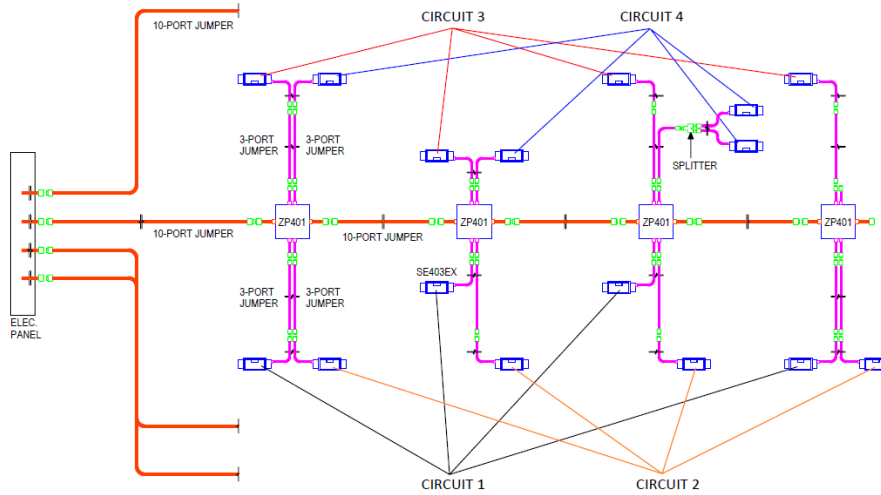 CIRCUIT 3
CIRCUIT 4
10-PORT JUMPER
3-PORT
JUMPER
3-PORT
JUMPER
SPLITTER
ZP401
ZP401
ZP401
ZP401
10-PORT JUMPER
10-PORT JUMPER
SE403EX
3-PORT
JUMPER
3-PORT
JUMPER
ELEC.
PANEL
CIRCUIT 1
CIRCUIT 2